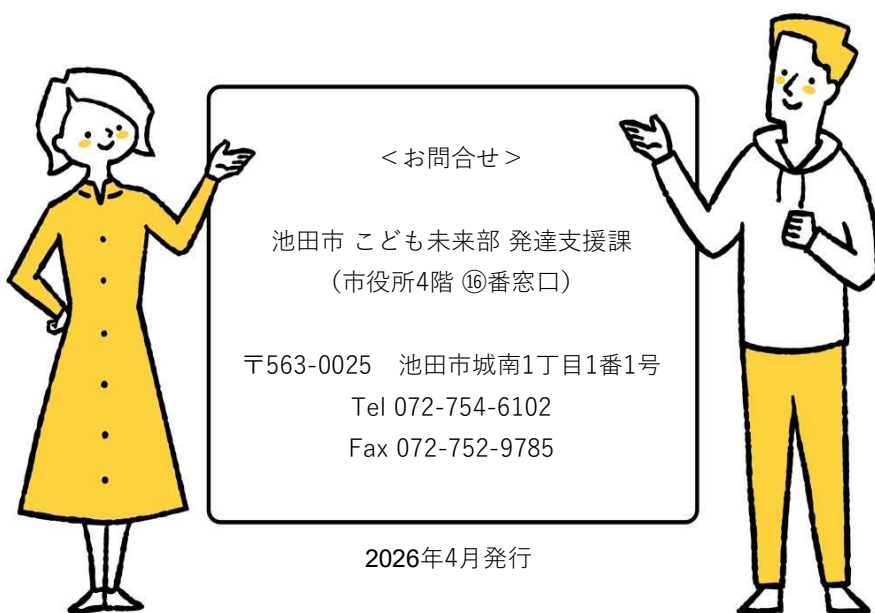 ＜お問合せ＞
池田市 こども未来部 発達支援課
（市役所4階 ⑯番窓口）
〒563-0025　池田市城南1丁目1番1号
Tel 072-754-6102
Fax 072-752-9785
2026年4月発行